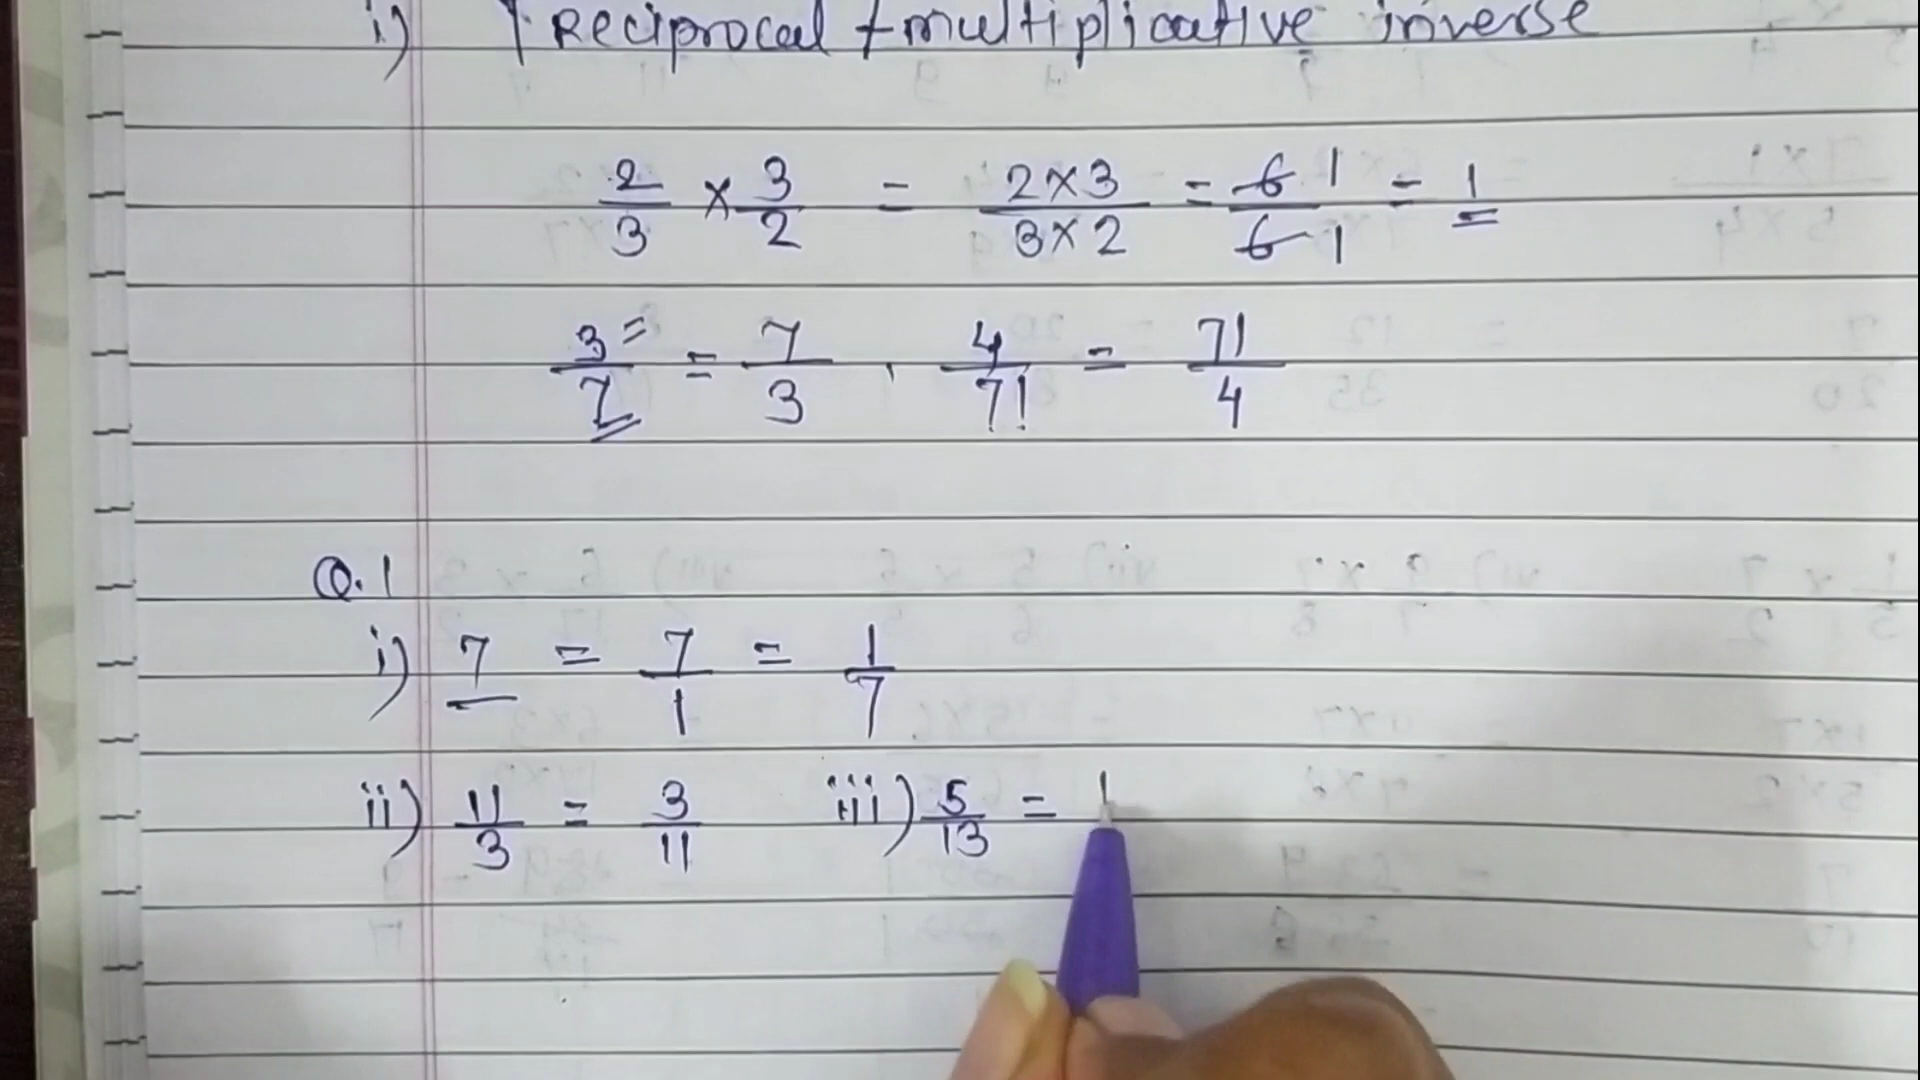 i) Reciprocal / multiplicative inverse
2/3 × 3/2 = 2×3/3×2 = 6/6 1/1 = 1
3/7 = 7/3 , 4/71 = 71/4
Q.1
i) 7 = 7/1 = 1/7
ii) 11/3 = 3/11 iii) 5/13 = 1